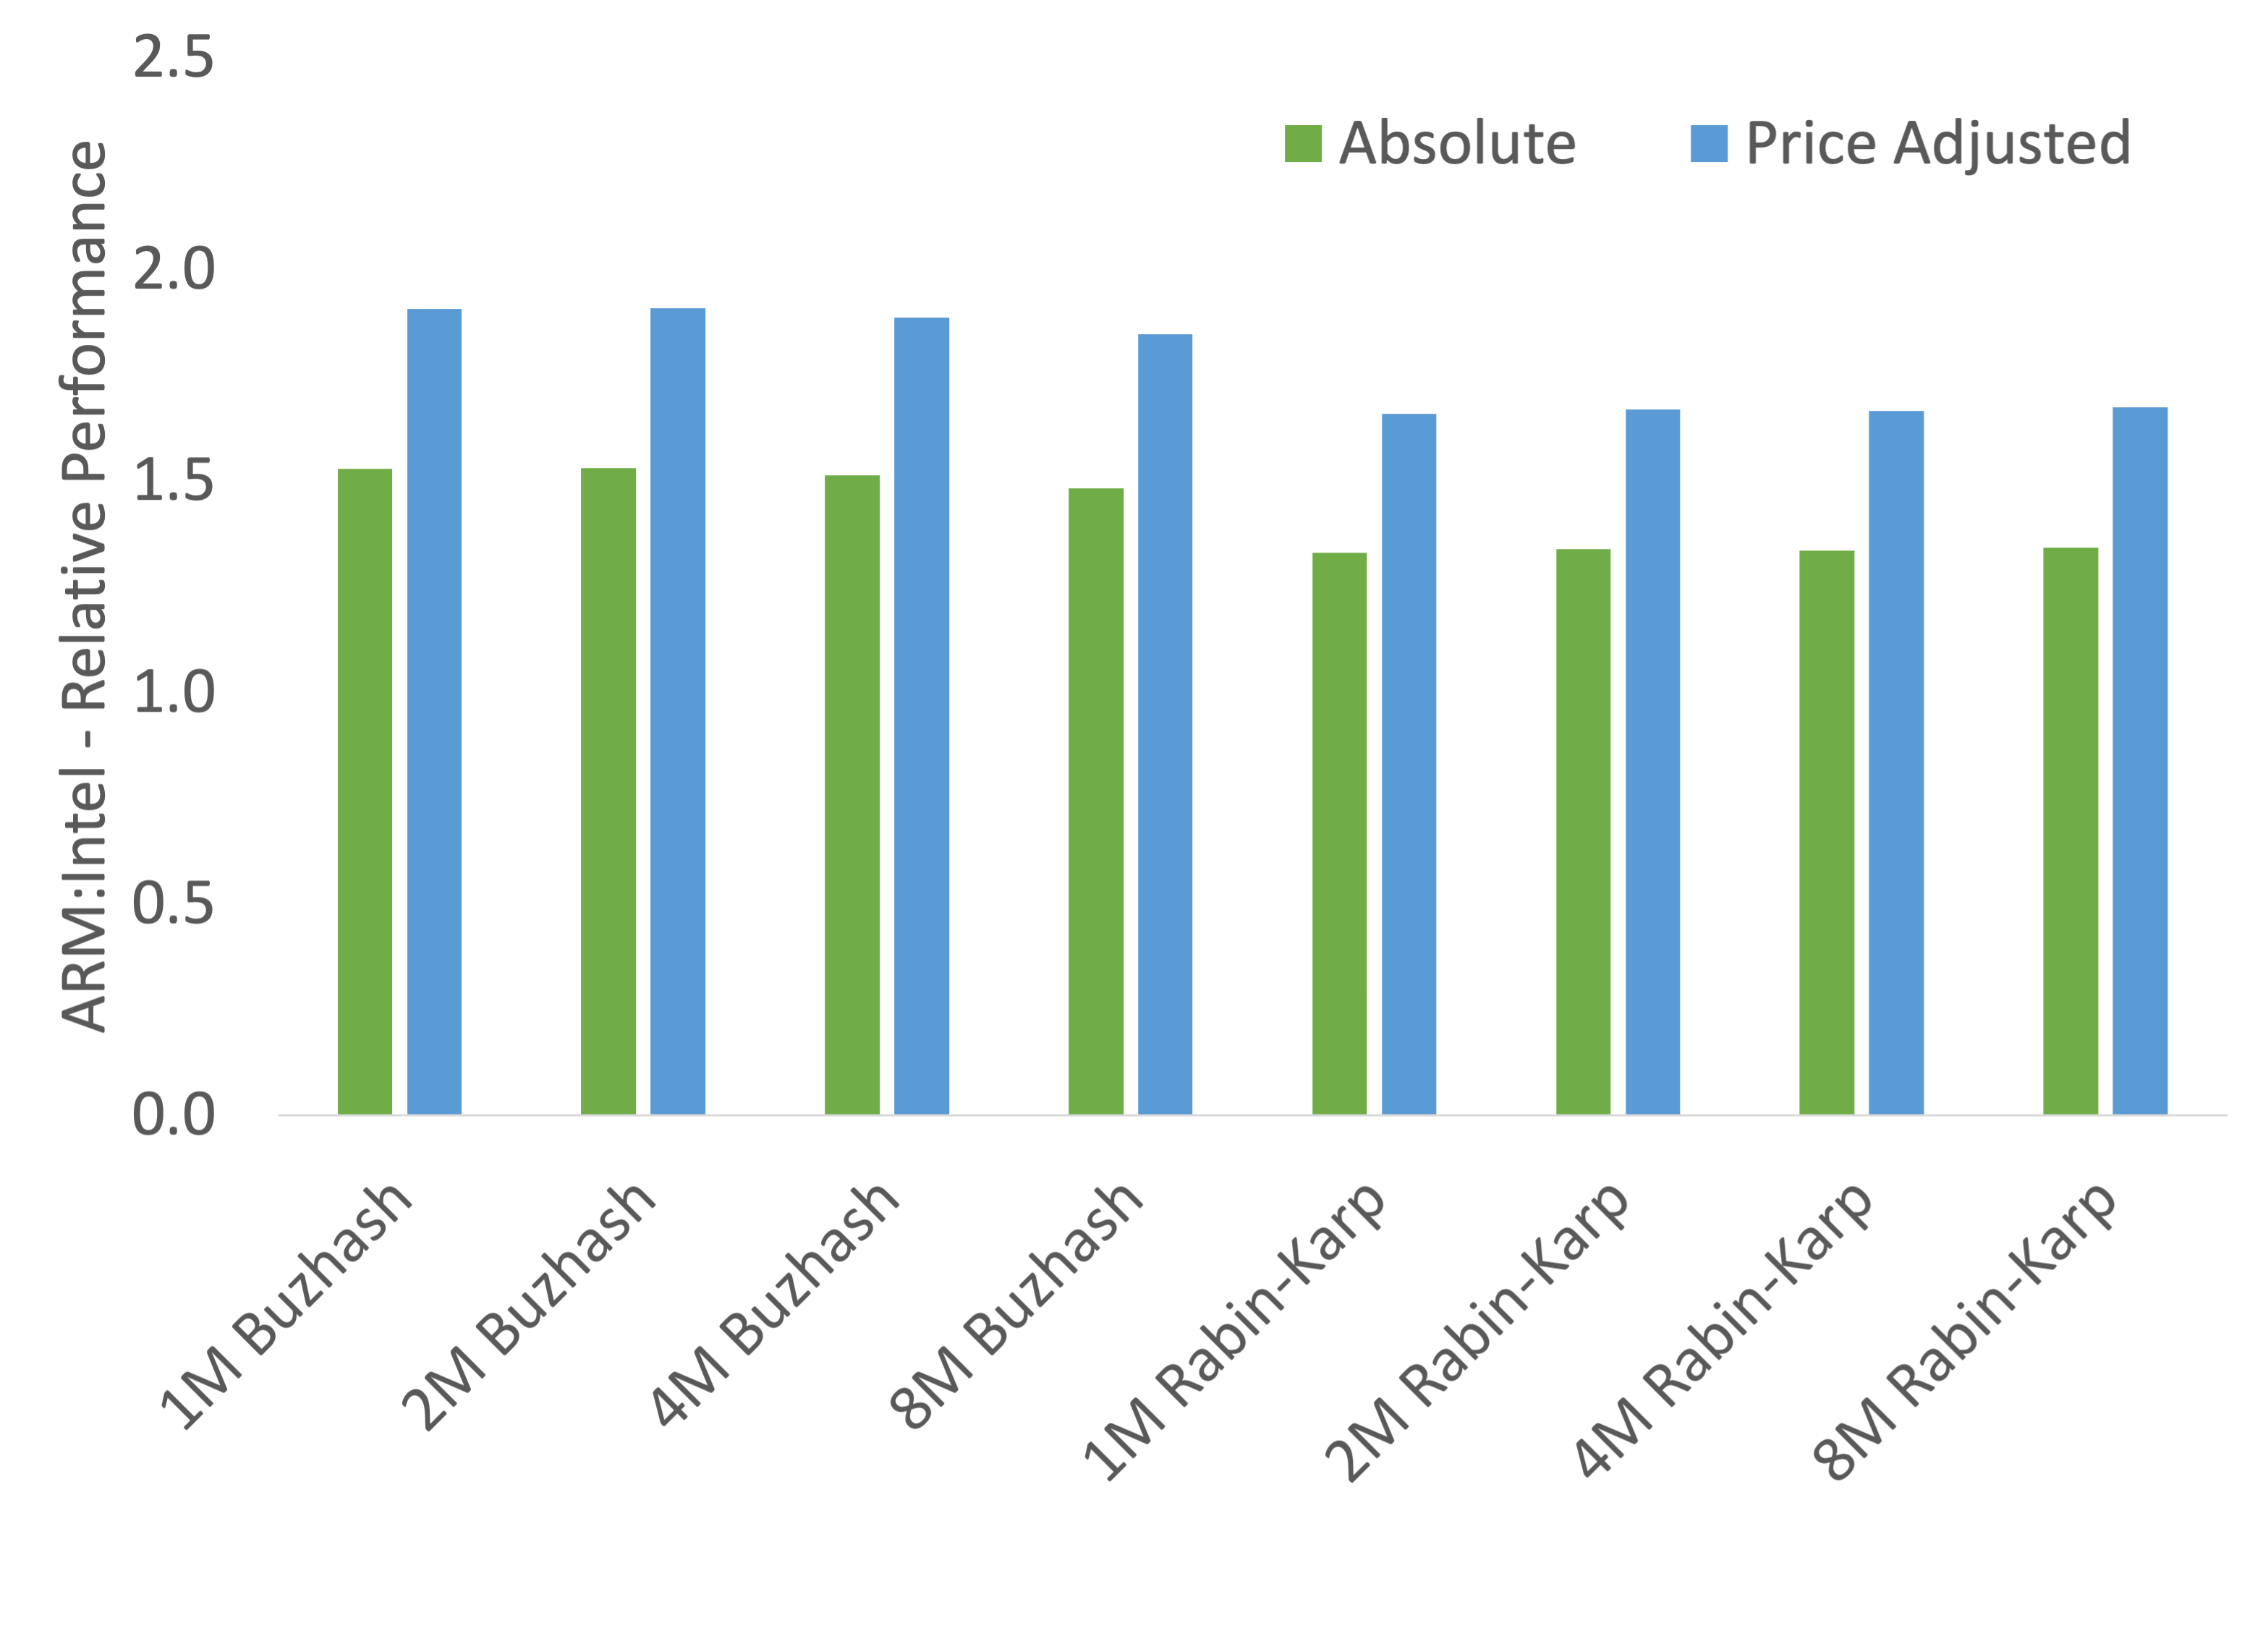 2.5
Absolute
Price Adjusted
2.0
1.5
1.0
0.5
0.0
ARM:Intel - Relative Performance
1M Buzhash
2M Buzhash
4M Buzhash
8M Buzhash
1M Rabin-Karp
2M Rabin-Karp
4M Rabin-Karp
8M Rabin-Karp